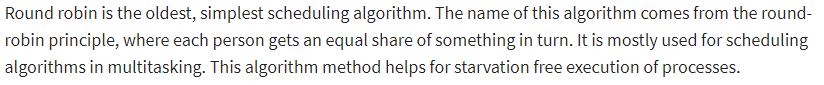 Round robin is the oldest, simplest scheduling algorithm. The name of this algorithm comes from the round-
robin principle, where each person gets an equal share of something in turn. It is mostly used for scheduling
algorithms in multitasking. This algorithm method helps for starvation free execution of processes.